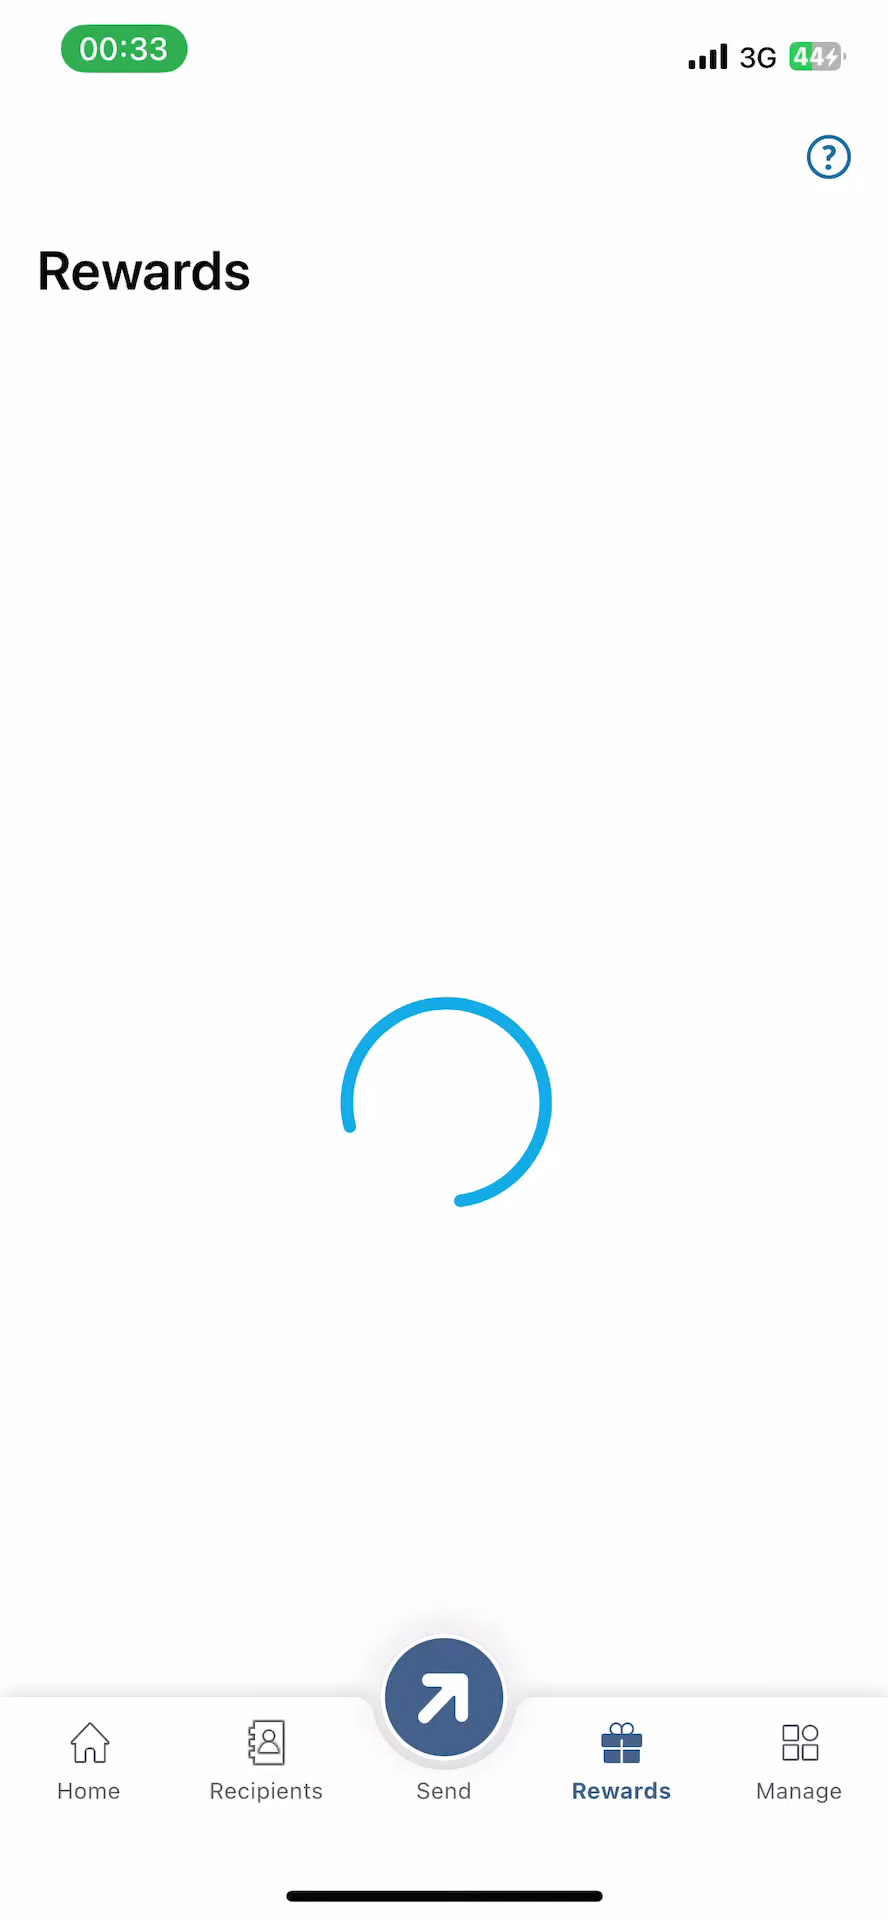 00:33
3G
44
?
Rewards
Home
Recipients
Send
Rewards
Manage